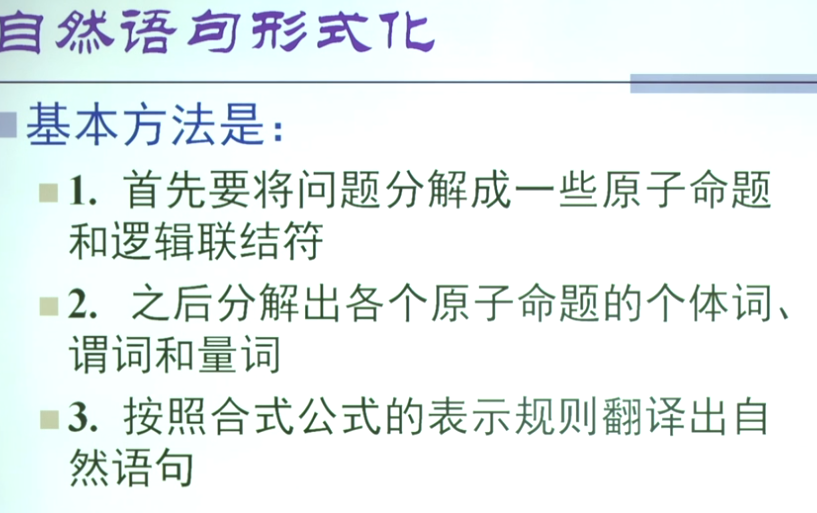 自然语句形式化
基本方法是：
1. 首先要将问题分解成一些原子命题
和逻辑联结符
2. 之后分解出各个原子命题的个体词、
谓词和量词
3. 按照合式公式的表示规则翻译出自
然语句